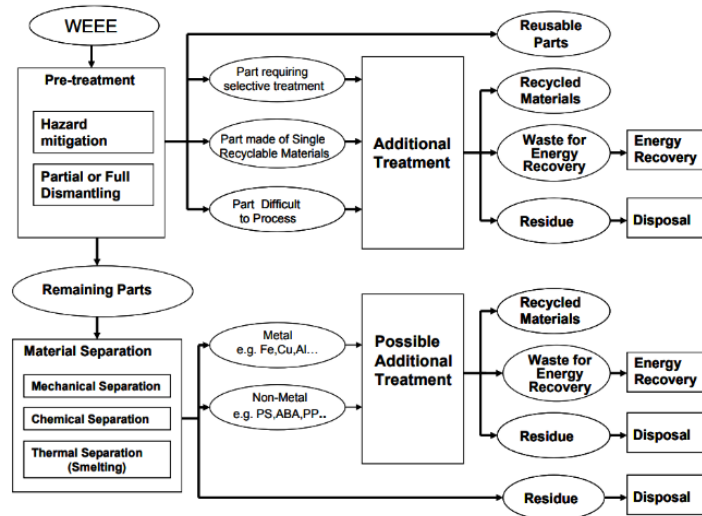 WEEE
Pre-treatment
Hazard
mitigation
Partial or Full
Dismantling
Part requiring
selective treatment
Part made of Single
Recyclable Materials
Part Difficult
to Process
Additional
Treatment
Reusable
Parts
Recycled
Materials
Waste for
Energy
Recovery
Energy
Recovery
Residue
Disposal
Remaining Parts
Material Separation
Mechanical Separation
Chemical Separation
Thermal Separation
(Smelting)
Metal
e.g. Fe,Cu,Al...
Non-Metal
e.g. PS,ABA,PP..
Possible
Additional
Treatment
Recycled
Materials
Waste for
Energy
Recovery
Energy
Recovery
Residue
Disposal
Residue
Disposal